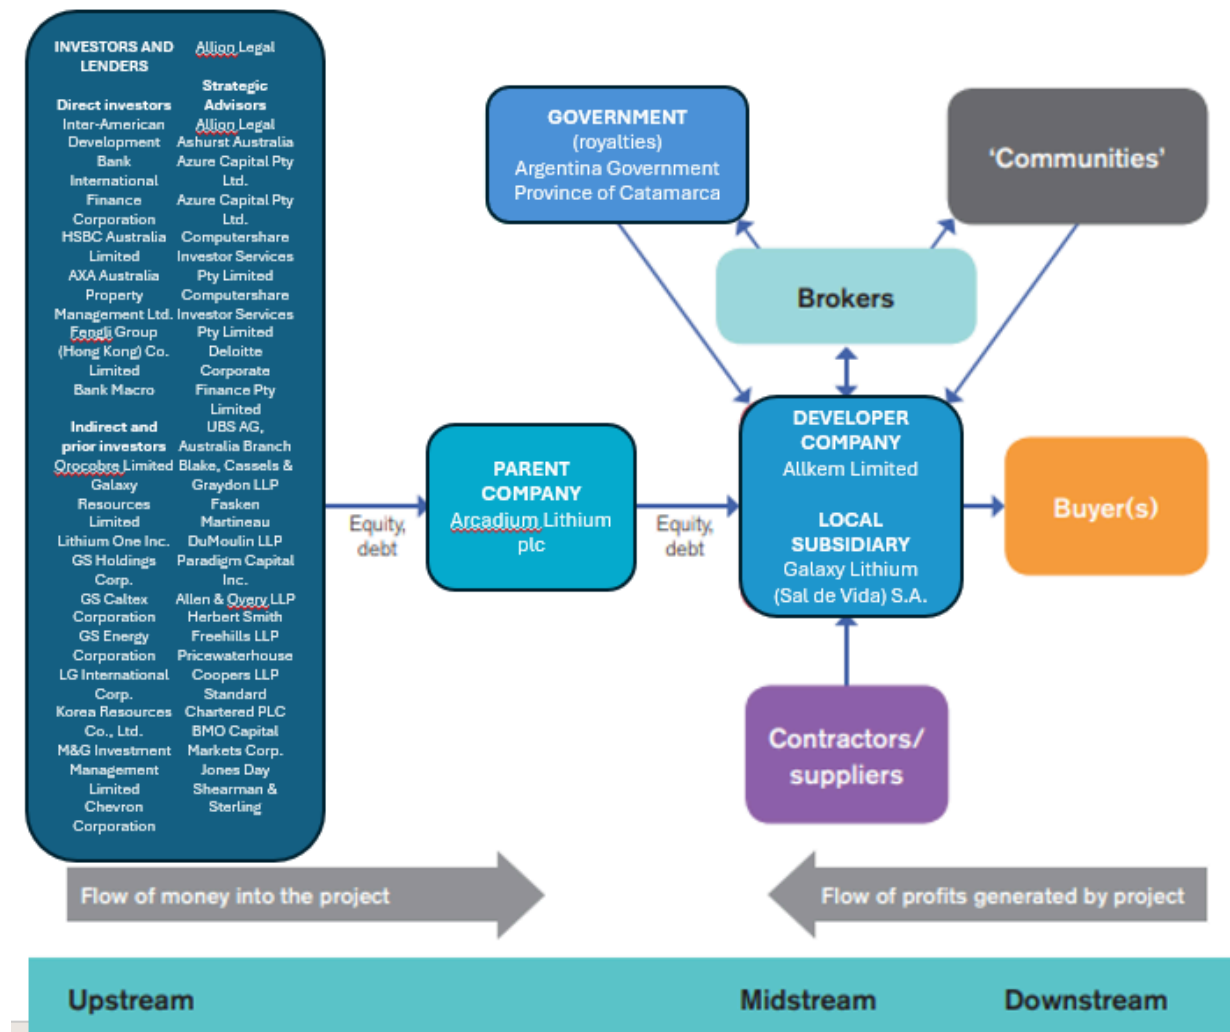 INVESTORS AND
LENDERS
Direct investors
Inter-American
Development
Bank
International
Finance
Corporation
HSBC Australia
Limited
AXA Australia
Property
Management Ltd.
Fengli Group
(Hong Kong) Co.
Limited
Bank Macro
Indirect and
prior investors
Orocobre Limited
Galaxy
Resources
Limited
Lithium One Inc.
GS Holdings
Corp.
GS Caltex
Corporation
GS Energy
Corporation
LG International
Corp.
Korea Resources
Co., Ltd.
M&G Investment
Management
Limited
Chevron
Corporation
Allion Legal
Strategic
Advisors
Allion Legal
Ashurst Australia
Azure Capital Pty
Ltd.
Azure Capital Pty
Ltd.
Computershare
Investor Services
Pty Limited
Computershare
Investor Services
Pty Limited
Deloitte
Corporate
Finance Pty
Limited
UBS AG,
Australia Branch
Blake, Cassels &
Graydon LLP
Fasken
Martineau
DuMoulin LLP
Paradigm Capital
Inc.
Allen & Overy LLP
Herbert Smith
Freehills LLP
Pricewaterhouse
Coopers LLP
Standard
Chartered PLC
BMO Capital
Markets Corp.
Jones Day
Shearman &
Sterling
Equity,
debt
PARENT
COMPANY
Arcadium Lithium
plc
Equity,
debt
GOVERNMENT
(royalties)
Argentina Government
Province of Catamarca
'Communities'
Brokers
DEVELOPER
COMPANY
Allkem Limited
LOCAL
SUBSIDIARY
Galaxy Lithium
(Sal de Vida) S.A.
Buyer(s)
Contractors/
suppliers
Flow of money into the project
Flow of profits generated by project
Upstream
Midstream
Downstream